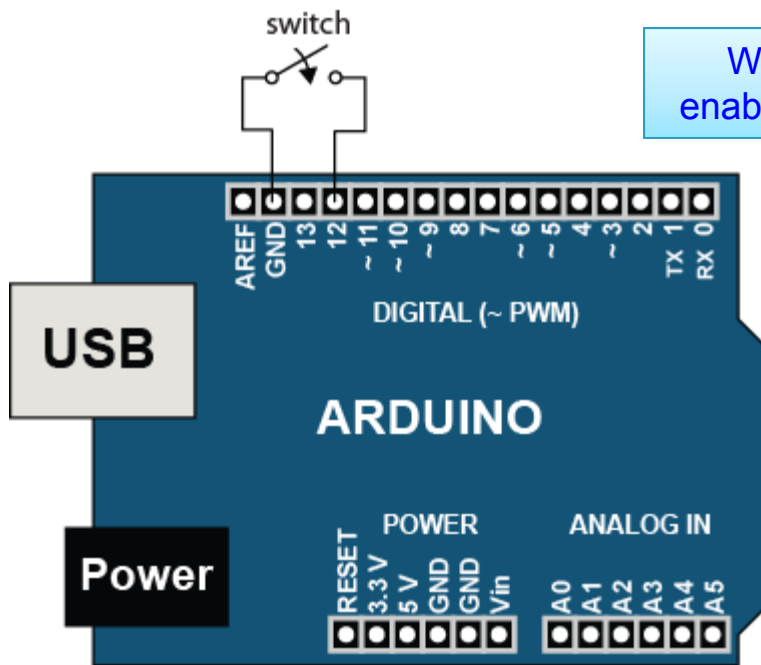 switch
W
enab
AREF
GND
13
12
~ 11
~ 10
~ 9
8
7
~ 6
~ 5
4
~ 3
2
TX 1
RX 0
DIGITAL (~ PWM)
USB
ARDUINO
POWER
ANALOG IN
Power
RESET
3.3 V
5 V
GND
GND
Vin
A0
A1
A2
A3
A4
A5